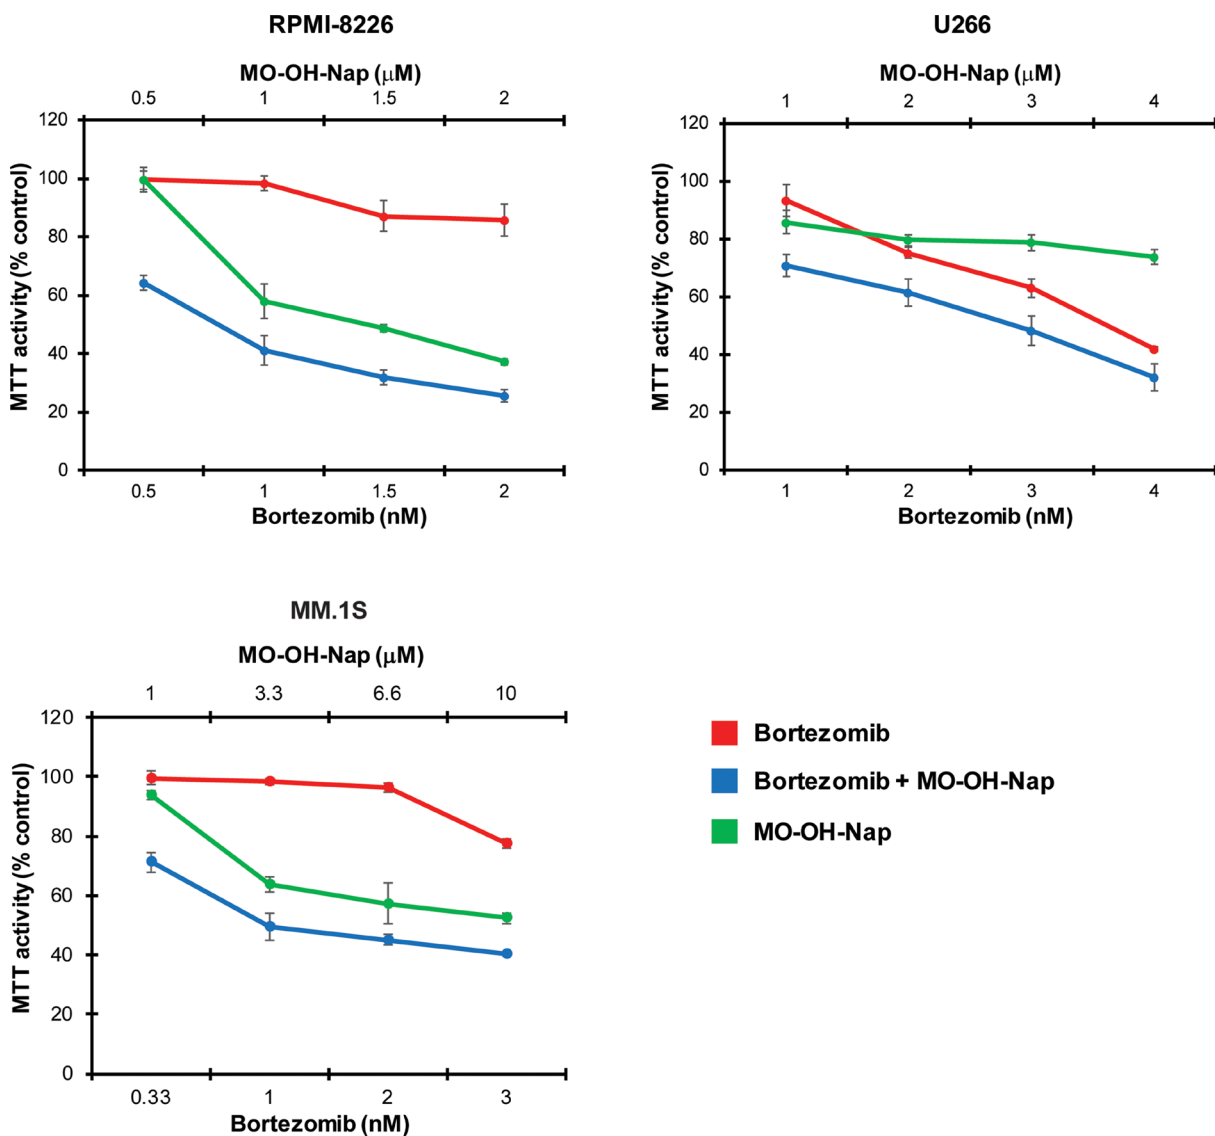 RPMI-8226
MO-OH-Nap (μM)
0.5 1 1.5 2
120
100
80
60
40
20
0
MTT activity (% control)
0.5 1 1.5 2
Bortezomib (nM)
U266
MO-OH-Nap (μM)
1 2 3 4
120
100
80
60
40
20
0
MTT activity (% control)
1 2 3 4
Bortezomib (nM)
MM.1S
MO-OH-Nap (μM)
1 3.3 6.6 10
120
100
80
60
40
20
0
MTT activity (% control)
0.33 1 2 3
Bortezomib (nM)
Bortezomib
Bortezomib + MO-OH-Nap
MO-OH-Nap